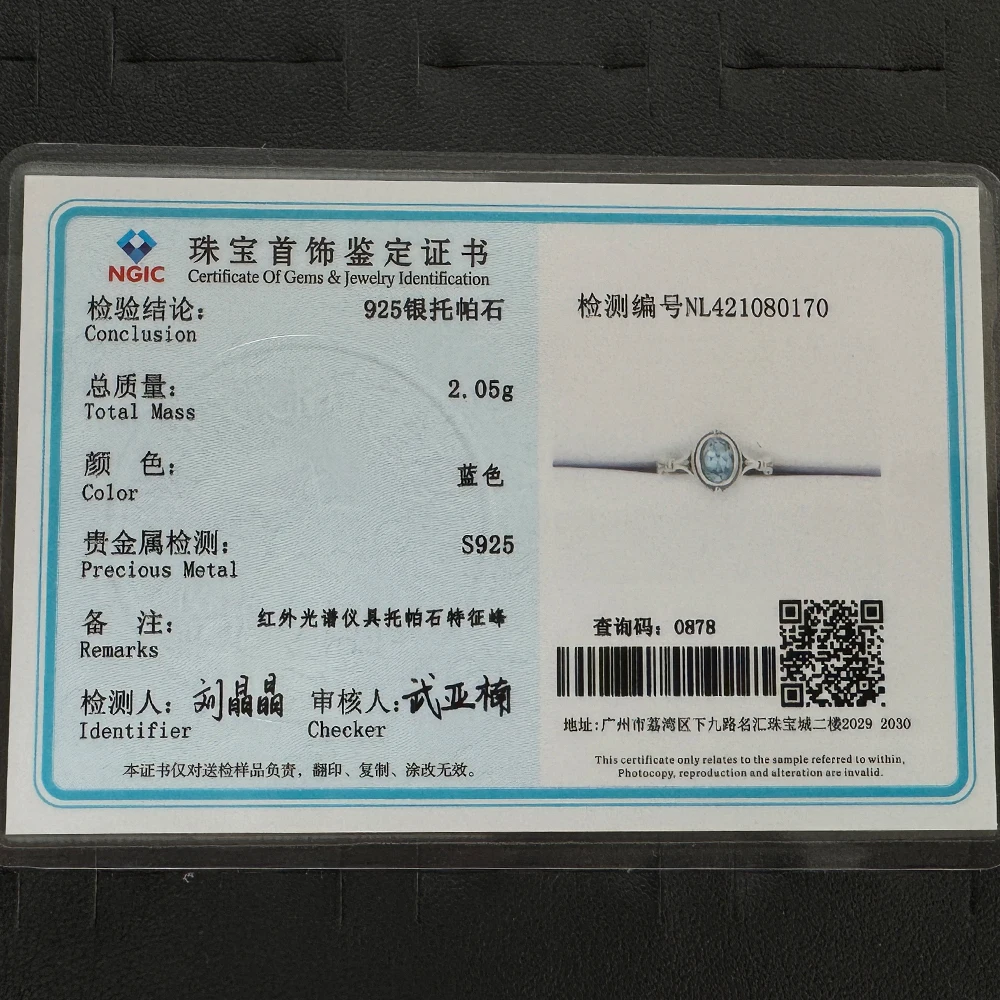 NGIC
珠宝首饰鉴定证书
Certificate Of Gems & Jewelry Identification
检验结论： 925银托帕石
Conclusion
总质量： 2.05g
Total Mass
颜 色： 蓝色
Color
贵金属检测： S925
Precious Metal
备 注： 红外光谱仪具托帕石特征峰
Remarks
检测人：刘晶晶 审核人：武亚楠
Identifier Checker
本证书仅对送检样品负责，翻印、复制、涂改无效。
检测编号NL421080170
查询码：0878
地址：广州市荔湾区下九路名汇珠宝城二楼2029 2030
This certificate only relates to the sample referred to within,
Photocopy, reproduction and alteration are invalid.